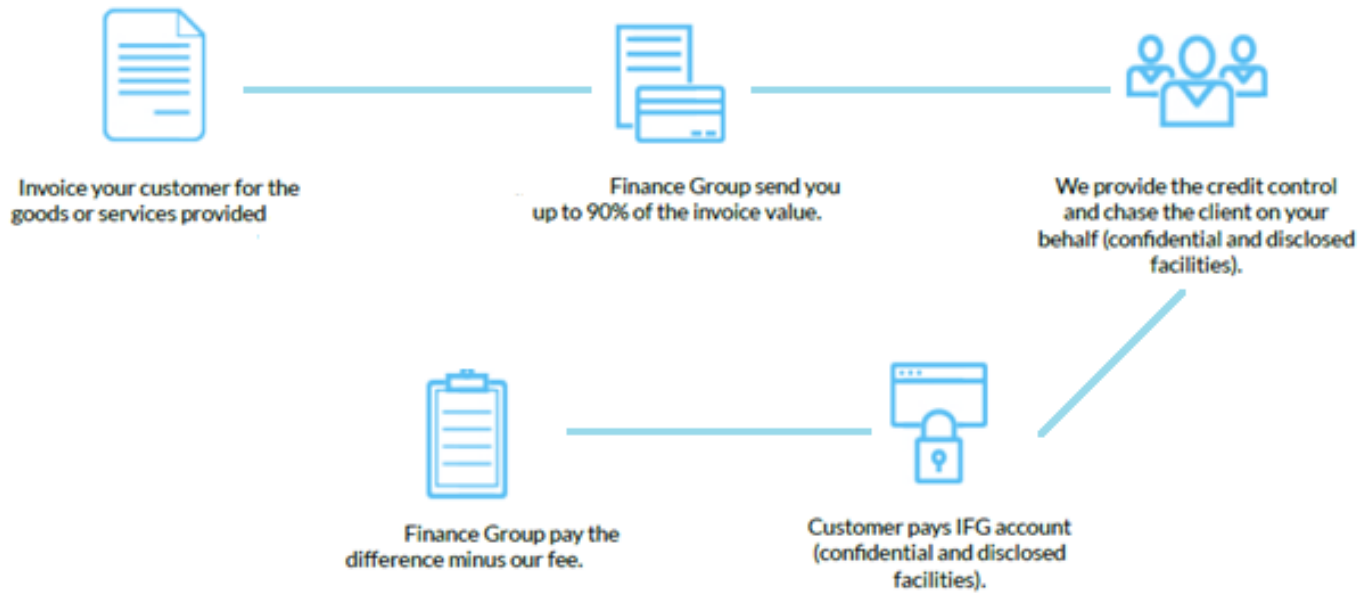 Invoice your customer for the
goods or services provided
Finance Group send you
up to 90% of the invoice value.
We provide the credit control
and chase the client on your
behalf (confidential and disclosed
facilities).
Finance Group pay the
difference minus our fee.
Customer pays IFG account
(confidential and disclosed
facilities).